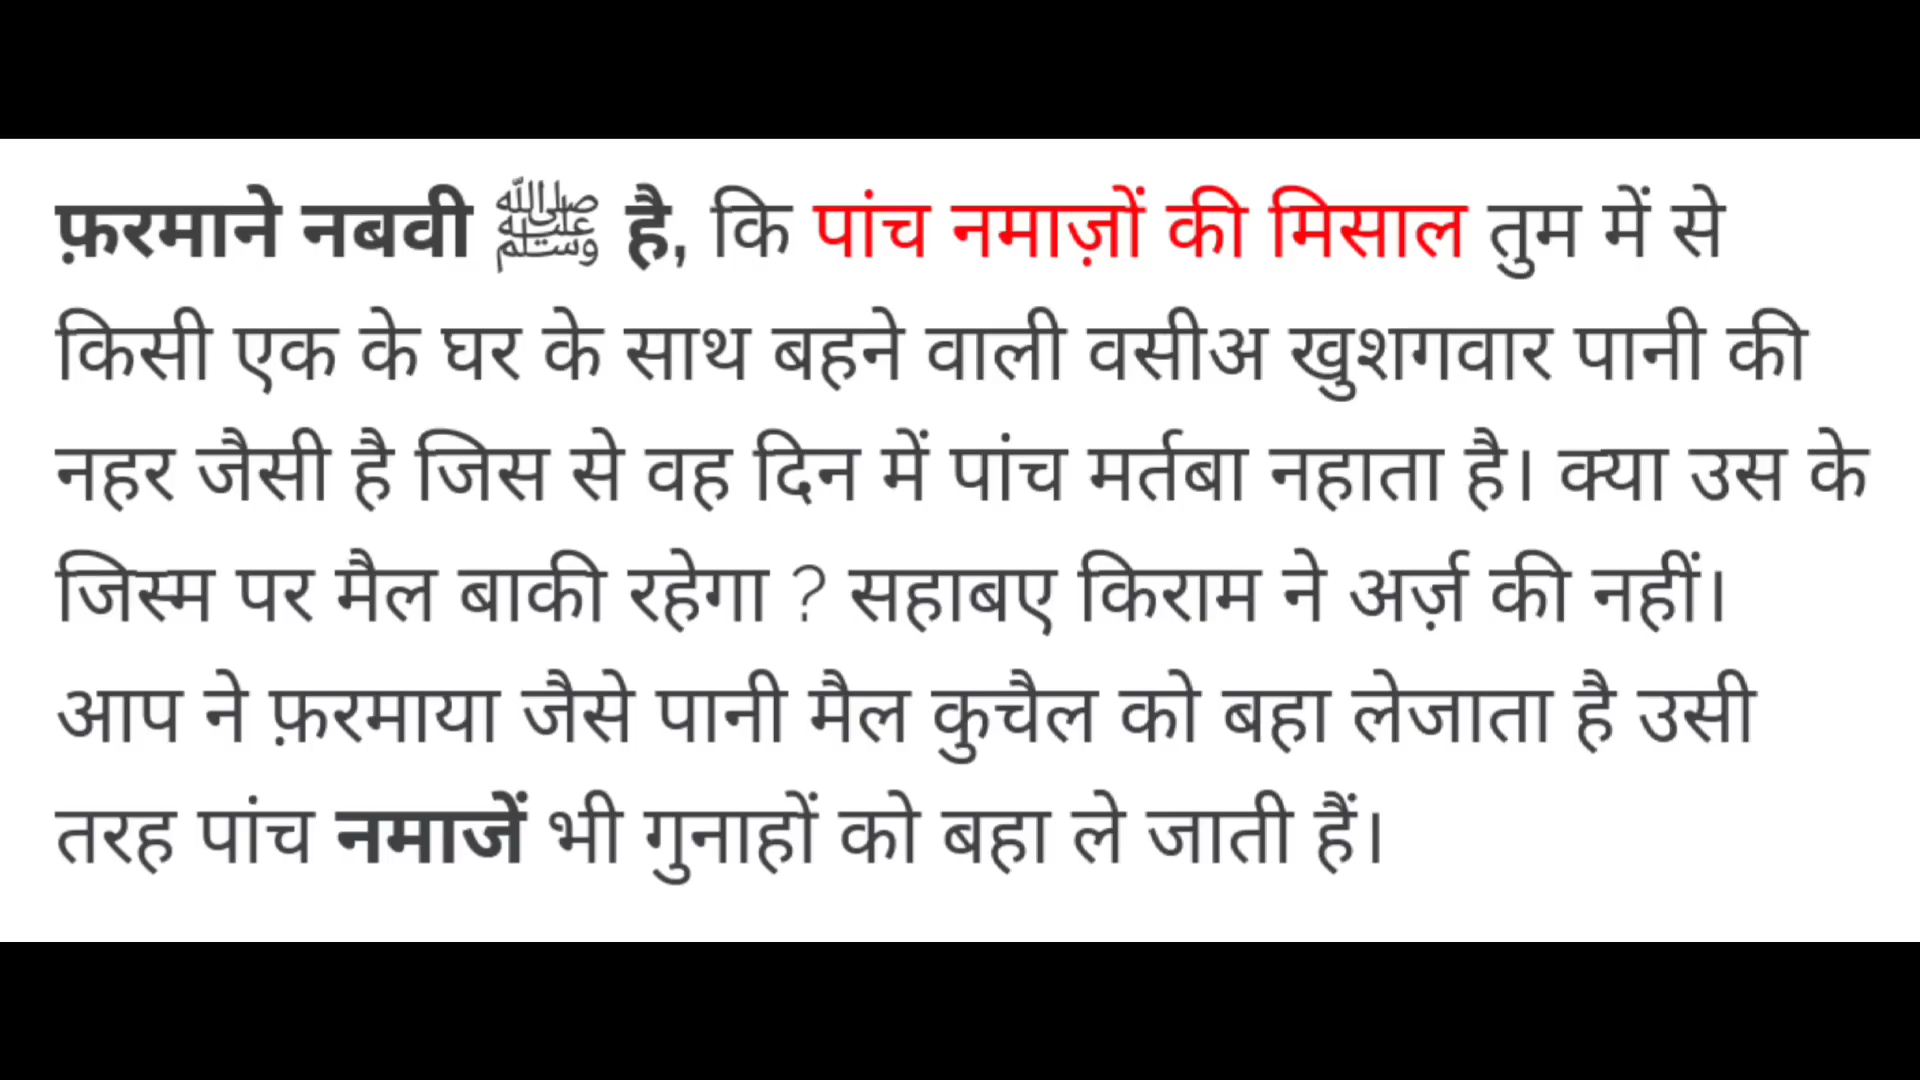 फ़रमाने नबवी ﷺ है, कि पांच नमाज़ों की मिसाल तुम में से
किसी एक के घर के साथ बहने वाली वसीअ खुशगवार पानी की
नहर जैसी है जिस से वह दिन में पांच मर्तबा नहाता है। क्या उस के
जिस्म पर मैल बाकी रहेगा ? सहाबए किराम ने अर्ज़ की नहीं।
आप ने फ़रमाया जैसे पानी मैल कुचैल को बहा लेजाता है उसी
तरह पांच नमाजें भी गुनाहों को बहा ले जाती हैं।